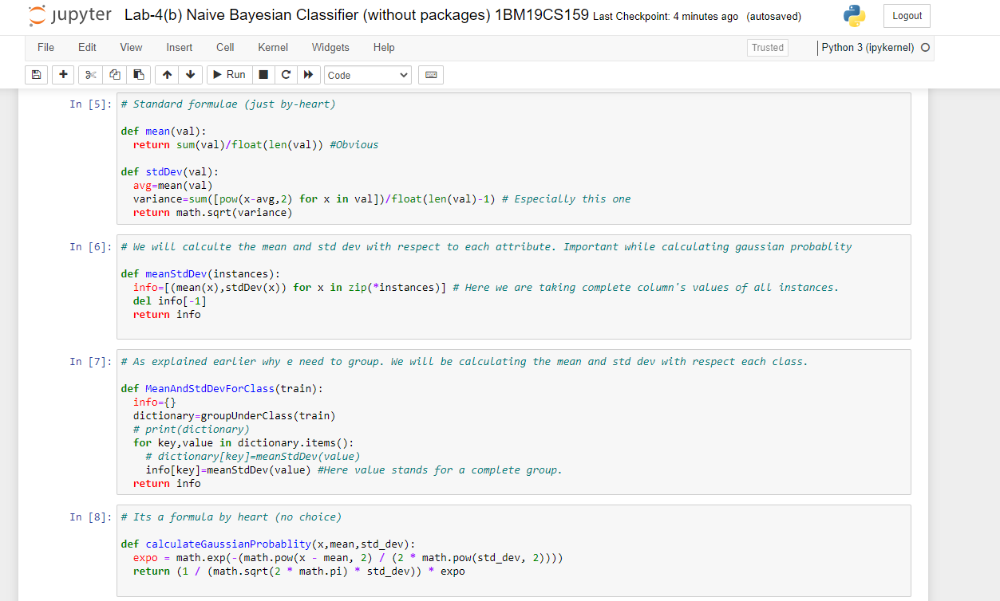 jupyter Lab-4(b) Naive Bayesian Classifier (without packages) 1BM19CS159 Last Checkpoint: 4 minutes ago (autosaved) Logout
File Edit View Insert Cell Kernel Widgets Help Trusted Python 3 (ipykernel)
Run Code
In [5]: # Standard formulae (just by-heart)
def mean(val):
return sum(val)/float(len(val)) #Obvious
def stdDev(val):
avg=mean(val)
variance=sum([pow(x-avg,2) for x in val])/float(len(val)-1) # Especially this one
return math.sqrt(variance)
In [6]: # We will calculte the mean and std dev with respect to each attribute. Important while calculating gaussian probablity
def meanStdDev(instances):
info=[(mean(x),stdDev(x)) for x in zip(*instances)] # Here we are taking complete column's values of all instances.
del info[-1]
return info
In [7]: # As explained earlier why e need to group. We will be calculating the mean and std dev with respect each class.
def MeanAndStdDevForClass(train):
info={}
dictionary=groupUnderClass(train)
# print(dictionary)
for key,value in dictionary.items():
# dictionary[key]=meanStdDev(value)
info[key]=meanStdDev(value) #Here value stands for a complete group.
return info
In [8]: # Its a formula by heart (no choice)
def calculateGaussianProbablity(x,mean,std_dev):
expo = math.exp(-(math.pow(x - mean, 2) / (2 * math.pow(std_dev, 2))))
return (1 / (math.sqrt(2 * math.pi) * std_dev)) * expo